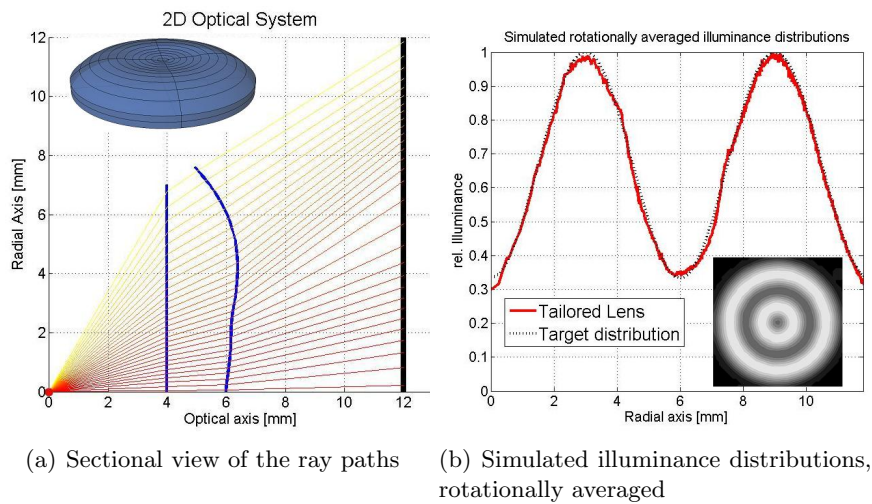 2D Optical System
12
10
8
6
4
2
0
Radial Axis [mm]
0 2 4 6 8 10 12
Optical axis [mm]
(a) Sectional view of the ray paths
Simulated rotationally averaged illuminance distributions
1
0.9
0.8
0.7
0.6
0.5
0.4
0.3
0.2
0.1
0
rel. Illuminance
Tailored Lens
Target distribution
0 2 4 6 8 10
Radial axis [mm]
(b) Simulated illuminance distributions,
rotationally averaged